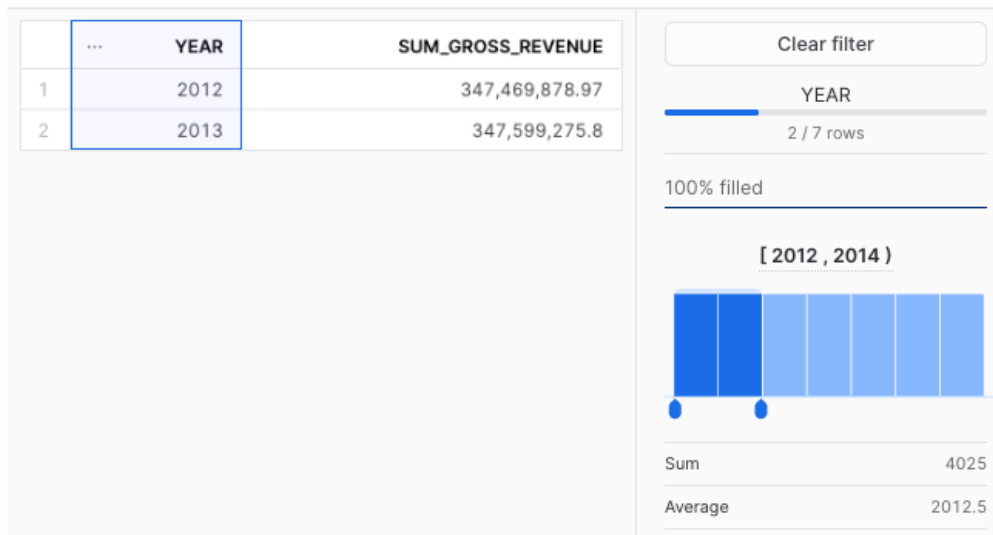 ... YEAR SUM_GROSS_REVENUE
1 2012 347,469,878.97
2 2013 347,599,275.8
Clear filter
YEAR
2 / 7 rows
100% filled
[ 2012 , 2014 )
Sum 4025
Average 2012.5